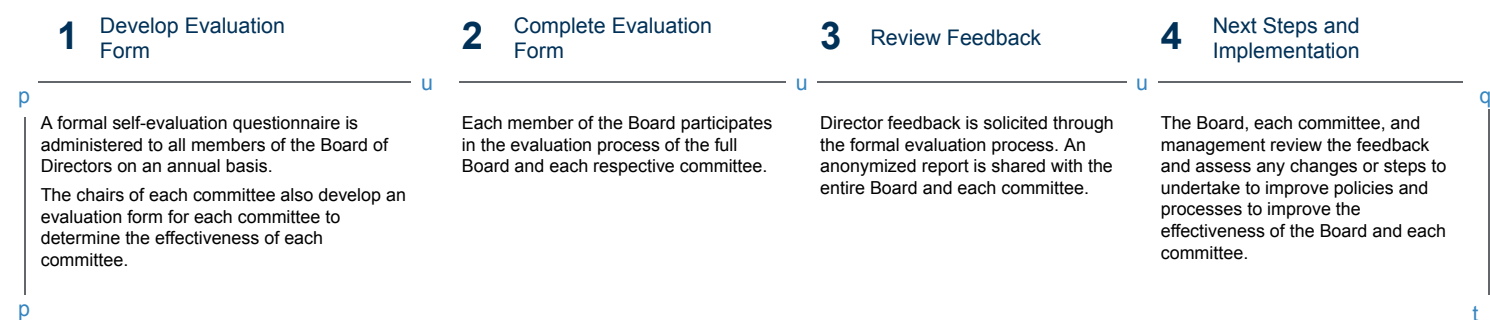 1 Develop Evaluation
Form
2 Complete Evaluation
Form
3 Review Feedback
4 Next Steps and
Implementation
p
u
u
u
q
A formal self-evaluation questionnaire is
administered to all members of the Board of
Directors on an annual basis.
The chairs of each committee also develop an
evaluation form for each committee to
determine the effectiveness of each
committee.
Each member of the Board participates
in the evaluation process of the full
Board and each respective committee.
Director feedback is solicited through
the formal evaluation process. An
anonymized report is shared with the
entire Board and each committee.
The Board, each committee, and
management review the feedback
and assess any changes or steps to
undertake to improve policies and
processes to improve the
effectiveness of the Board and each
committee.
p
t